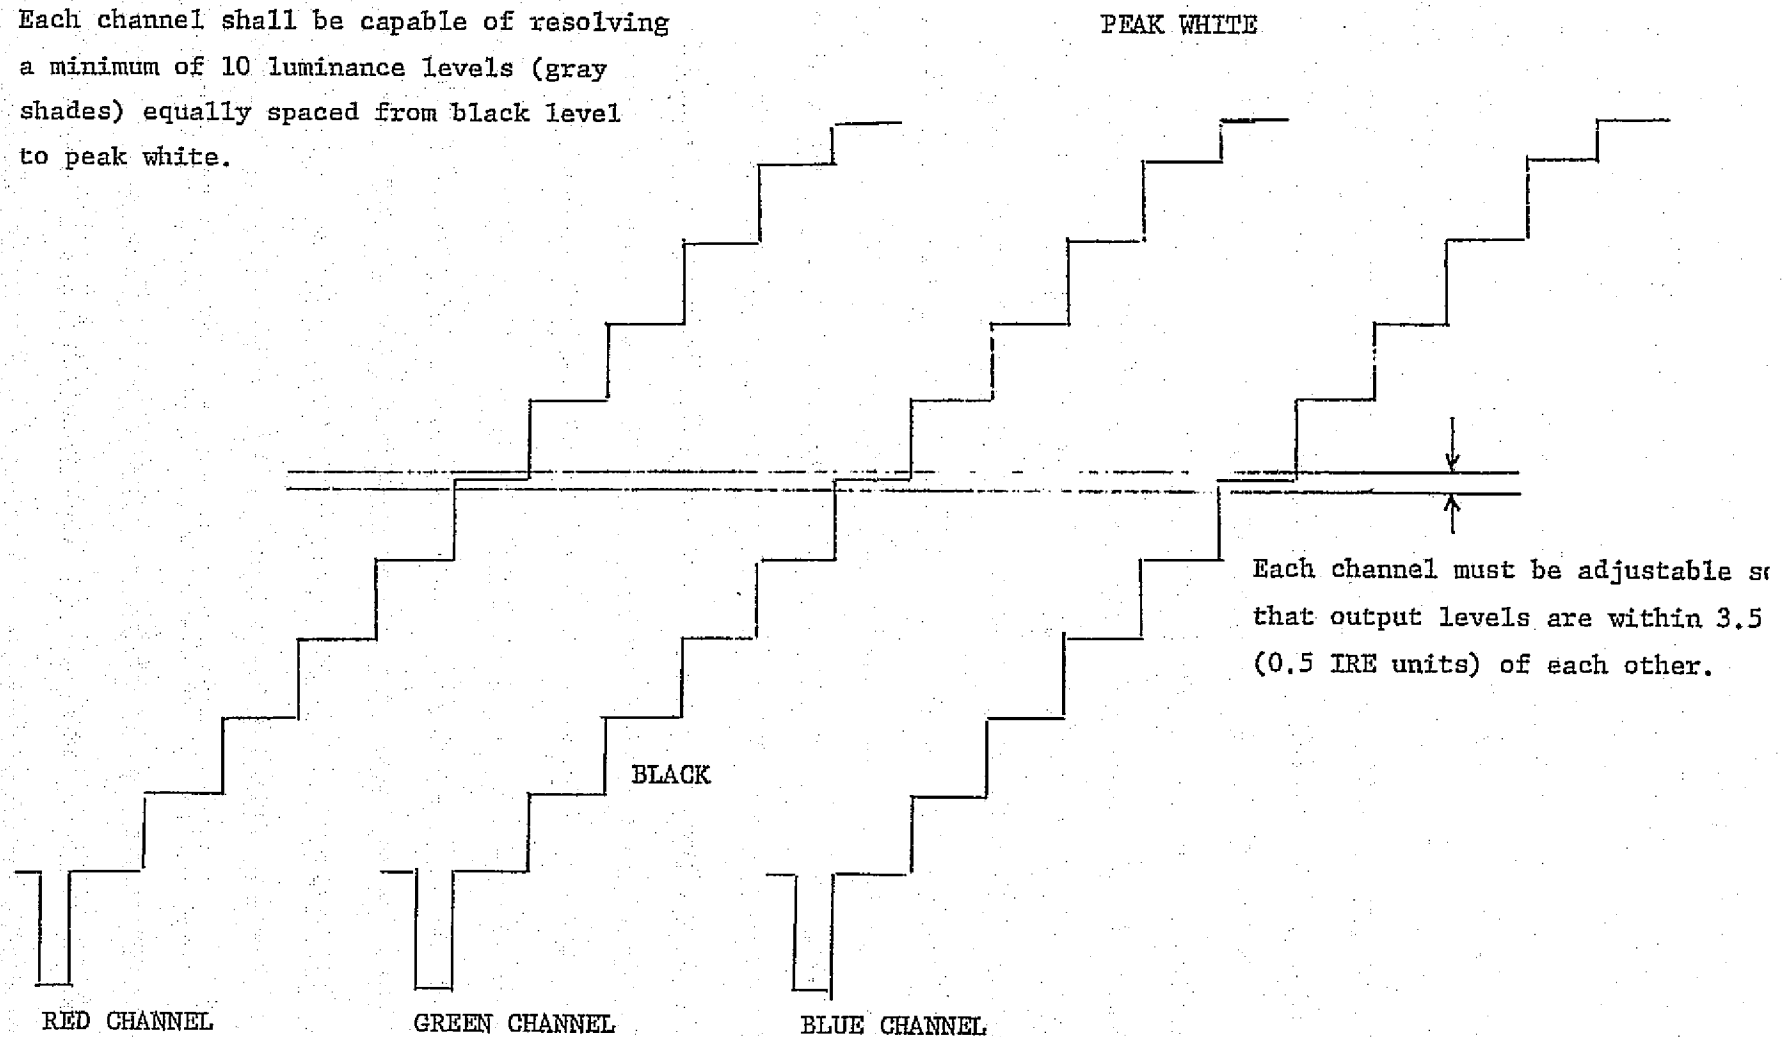 Each channel shall be capable of resolving
a minimum of 10 luminance levels (gray
shades) equally spaced from black level
to peak white.
PEAK WHITE
Each channel must be adjustable
that output levels are within 3.5
(0.5 IRE units) of each other.
BLACK
RED CHANNEL
GREEN CHANNEL
BLUE CHANNEL